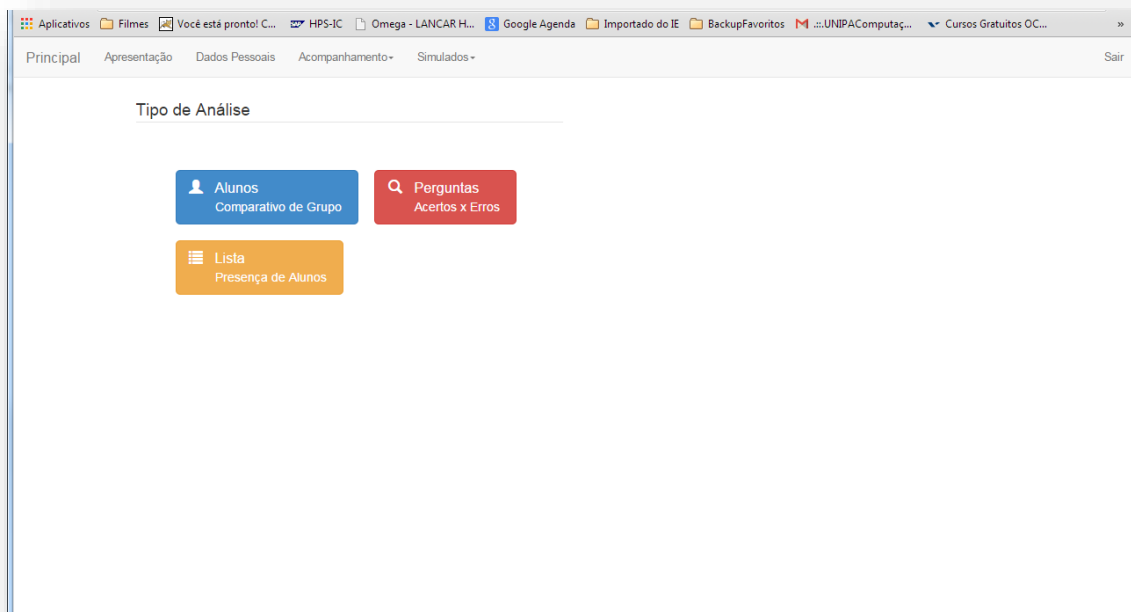 Aplicativos Filmes Você está pronto! C... HPS-IC Omega - LANCAR H... Google Agenda Importado do IE BackupFavoritos .:::.UNIPAComputaç... Cursos Gratuitos OC... »
Principal Apresentação Dados Pessoais Acompanhamento Simulados Sair
Tipo de Análise
Alunos
Comparativo de Grupo
Perguntas
Acertos x Erros
Lista
Presença de Alunos